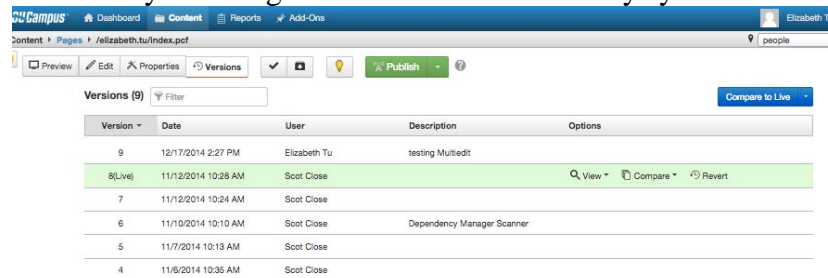 OU Campus Dashboard Content Reports Add-Ons Elizabeth T
Content Pages /elizabeth.tu/index.pcf people
Preview Edit Properties Versions Publish
Versions (9) Filter Compare to Live
Version Date User Description Options
9 12/17/2014 2:27 PM Elizabeth Tu testing Multiedit
8(Live) 11/12/2014 10:28 AM Scot Close View Compare Revert
7 11/12/2014 10:24 AM Scot Close
6 11/10/2014 10:10 AM Scot Close Dependency Manager Scanner
5 11/7/2014 10:13 AM Scot Close
4 11/6/2014 10:35 AM Scot Close